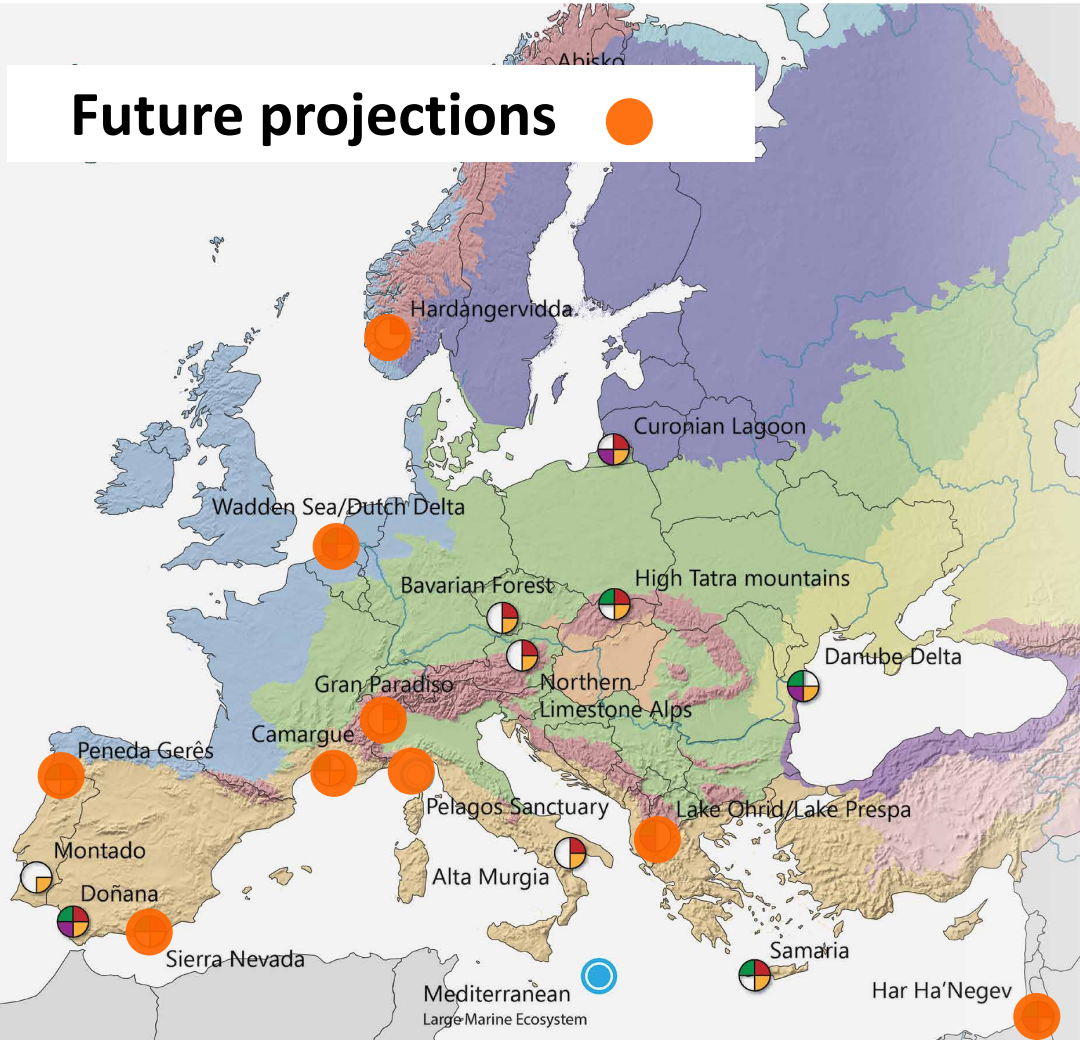 Abisko
Future projections
Hardangervidda
Curonian Lagoon
Wadden Sea/Dutch Delta
High Tatra mountains
Bavarian Forest
Danube Delta
Northern
Limestone Alps
Gran Paradiso
Camargue
Peneda Gerês
Pelagos Sanctuary
Lake Ohrid/Lake Prespa
Montado
Alta Murgia
Doñana
Samaria
Sierra Nevada
Mediterranean
Large Marine Ecosystem
Har Ha’Negev